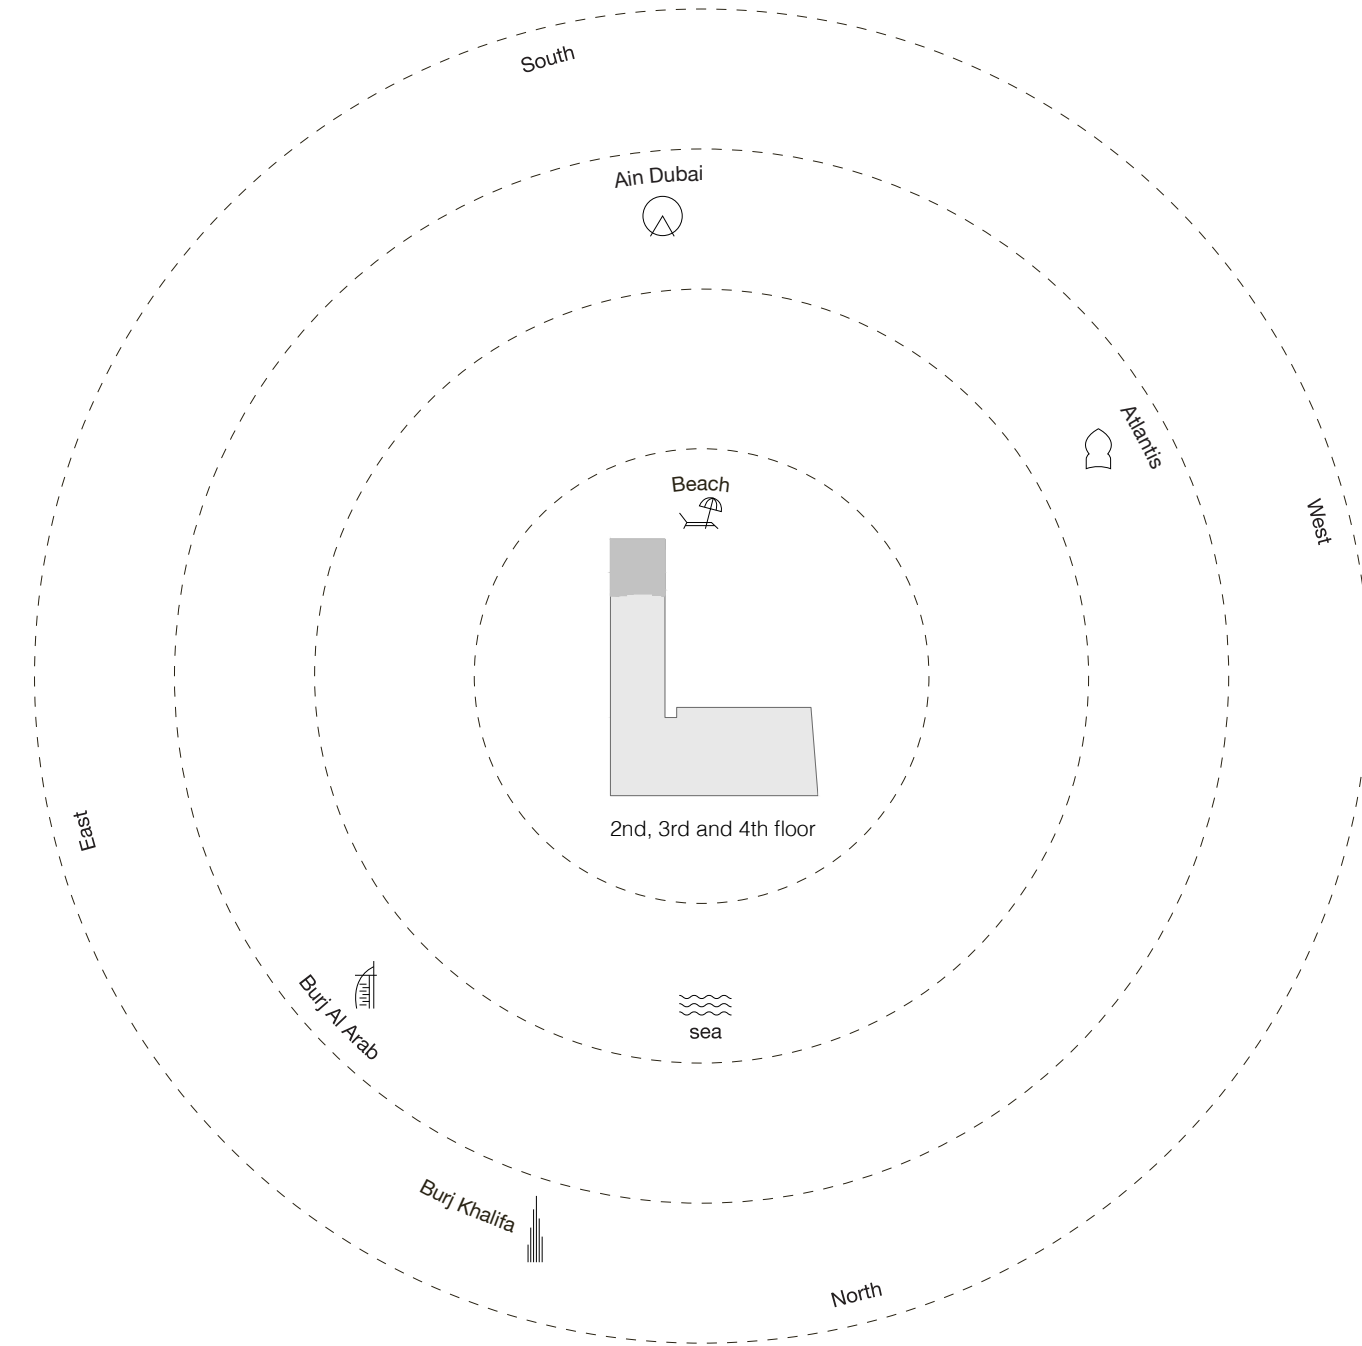 South
Ain Dubai
Atlantis
Beach
West
East
2nd, 3rd and 4th floor
Burj Al Arab
sea
Burj Khalifa
North